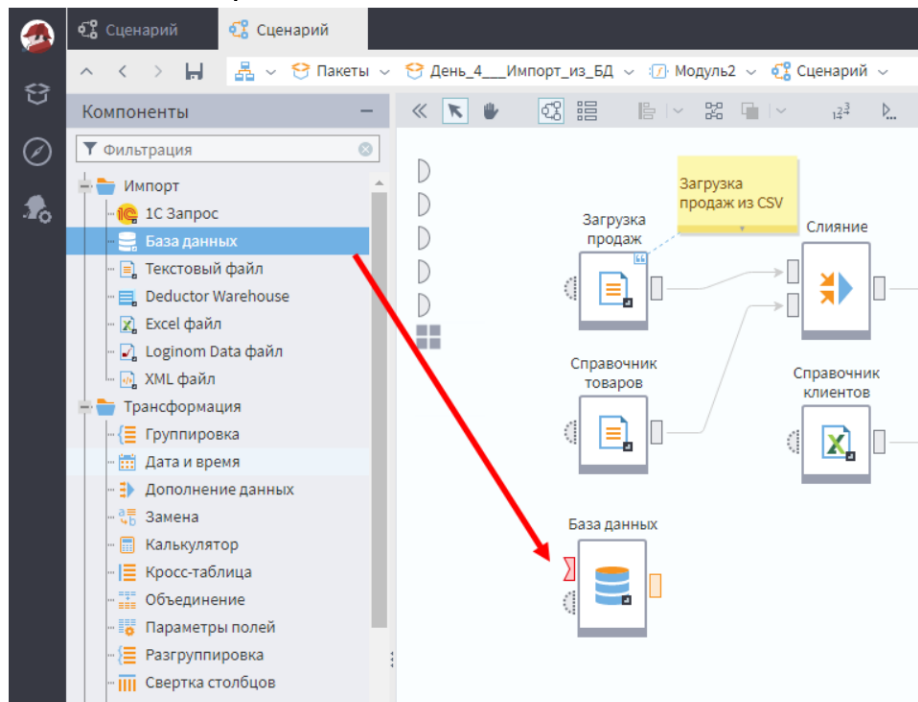 Сценарий
Сценарий
Пакеты
День_4___Импорт_из_БД
Модуль2
Сценарий
Компоненты
Фильтрация
Импорт
1С Запрос
База данных
Текстовый файл
Deductor Warehouse
Excel файл
Loginom Data файл
XML файл
Трансформация
Группировка
Дата и время
Дополнение данных
Замена
Калькулятор
Кросс-таблица
Объединение
Параметры полей
Разгруппировка
Свертка столбцов
Загрузка
продаж из CSV
Загрузка
продаж
Слияние
Справочник
товаров
Справочник
клиентов
База данных